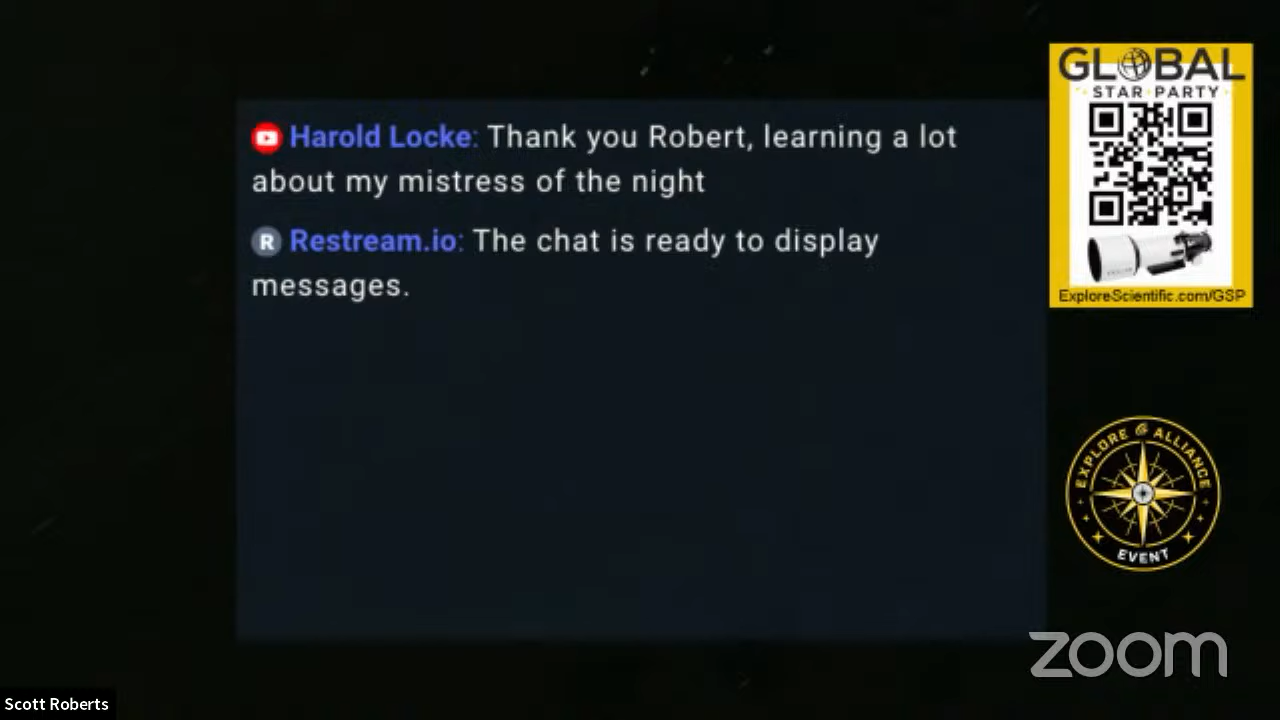 Harold Locke: Thank you Robert, learning a lot
about my mistress of the night
R Restream.io: The chat is ready to display
messages.
GLOBAL
STAR PARTY
ExploreScientific.com/GSP
EXPLORE ALLIANCE
EVENT
zoom
Scott Roberts